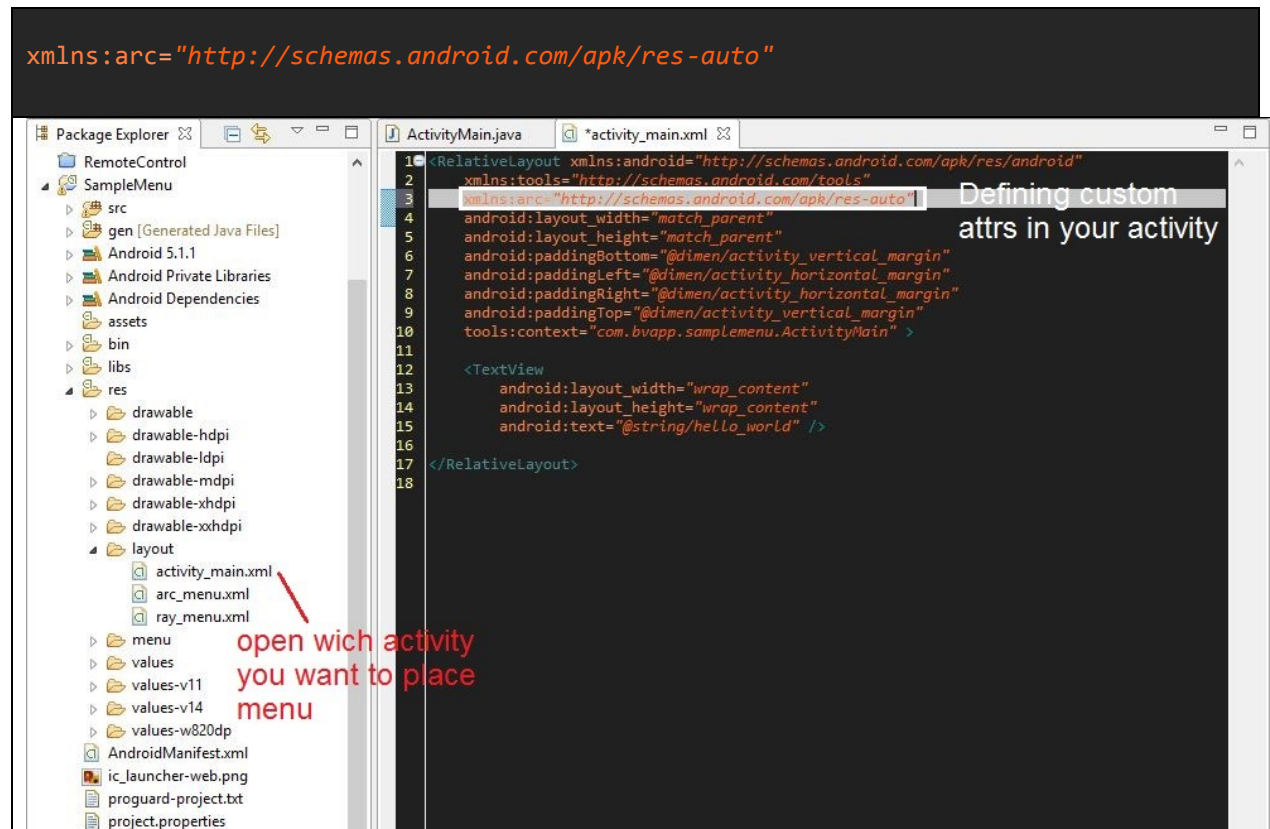 xmlns:arc="http://schemas.android.com/apk/res-auto"
Package Explorer
RemoteControl
SampleMenu
src
gen [Generated Java Files]
Android 5.1.1
Android Private Libraries
Android Dependencies
assets
bin
libs
res
drawable
drawable-hdpi
drawable-ldpi
drawable-mdpi
drawable-xhdpi
drawable-xxhdpi
layout
activity_main.xml
arc_menu.xml
ray_menu.xml
menu
values
values-v11
values-v14
values-w820dp
AndroidManifest.xml
ic_launcher-web.png
proguard-project.txt
project.properties
open wich activity
you want to place
menu
ActivityMain.java
*activity_main.xml
1 <RelativeLayout xmlns:android="http://schemas.android.com/apk/res/android"
2 xmlns:tools="http://schemas.android.com/tools"
3 xmlns:arc="http://schemas.android.com/apk/res-auto"
4 android:layout_width="match_parent"
5 android:layout_height="match_parent"
6 android:paddingBottom="@dimen/activity_vertical_margin"
7 android:paddingLeft="@dimen/activity_horizontal_margin"
8 android:paddingRight="@dimen/activity_horizontal_margin"
9 android:paddingTop="@dimen/activity_vertical_margin"
10 tools:context="com.bvapp.samplemenu.ActivityMain" >
11
12 <TextView
13 android:layout_width="wrap_content"
14 android:layout_height="wrap_content"
15 android:text="@string/hello_world" />
16
17 </RelativeLayout>
18
Defining custom
attrs in your activity